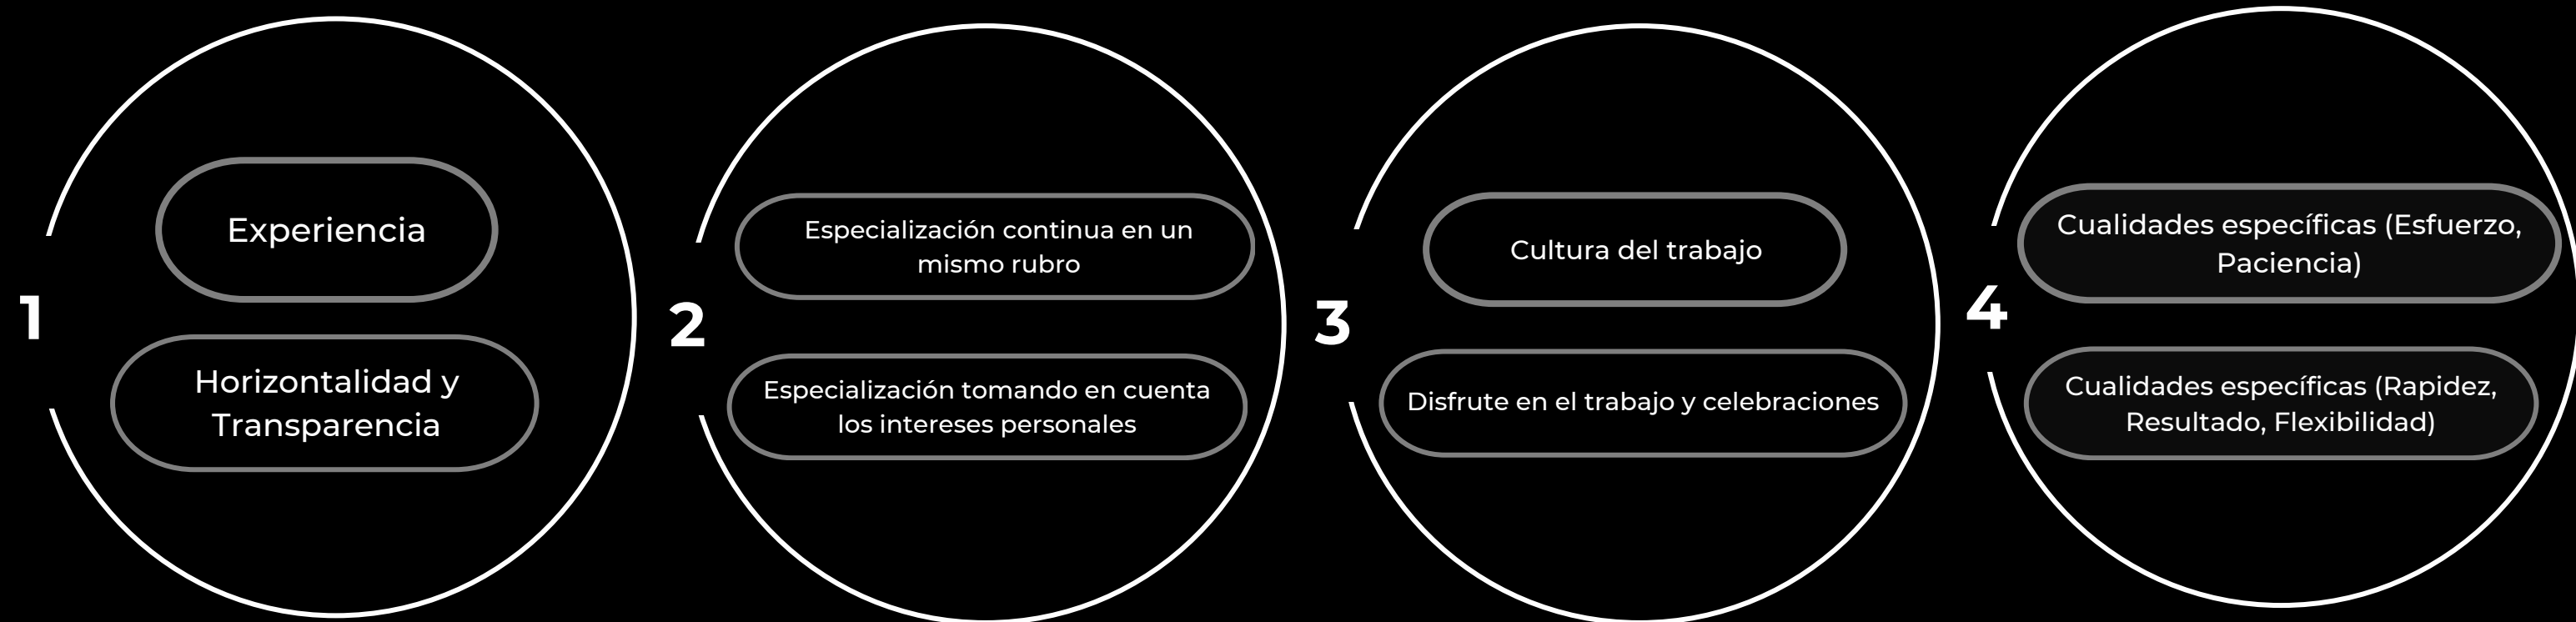 1
Experiencia
Horizontalidad y
Transparencia
2
Especialización continua en un
mismo rubro
Especialización tomando en cuenta
los intereses personales
3
Cultura del trabajo
Disfrute en el trabajo y celebraciones
4
Cualidades específicas (Esfuerzo,
Paciencia)
Cualidades específicas (Rapidez,
Resultado, Flexibilidad)